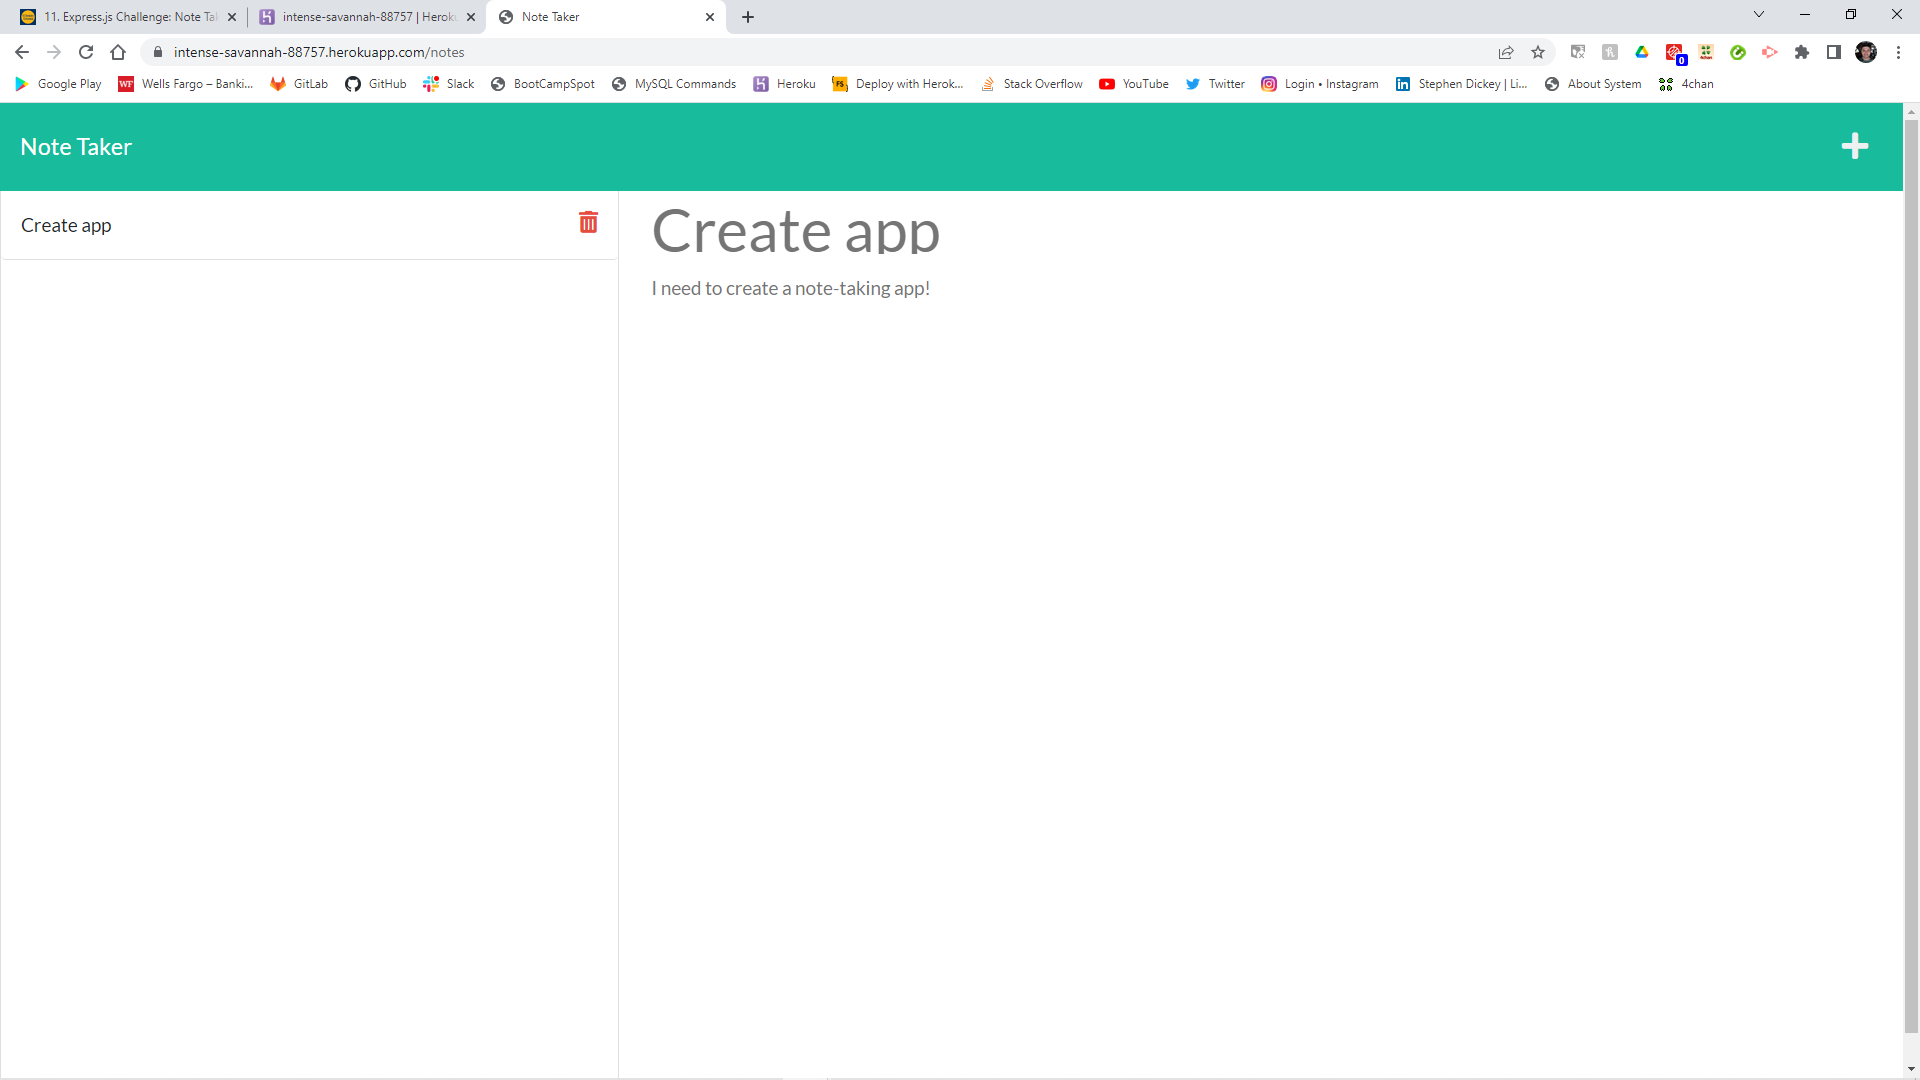 11. Express.js Challenge: Note Ta
intense-savannah-88757 | Heroku
Note Taker
intense-savannah-88757.herokuapp.com/notes
0
Google Play
WF
Wells Fargo – Banki...
GitLab
GitHub
Slack
BootCampSpot
MySQL Commands
Heroku
FS
Deploy with Herok...
Stack Overflow
YouTube
Twitter
Login • Instagram
Stephen Dickey | Li...
About System
4chan
Note Taker
Create app
Create app
I need to create a note-taking app!